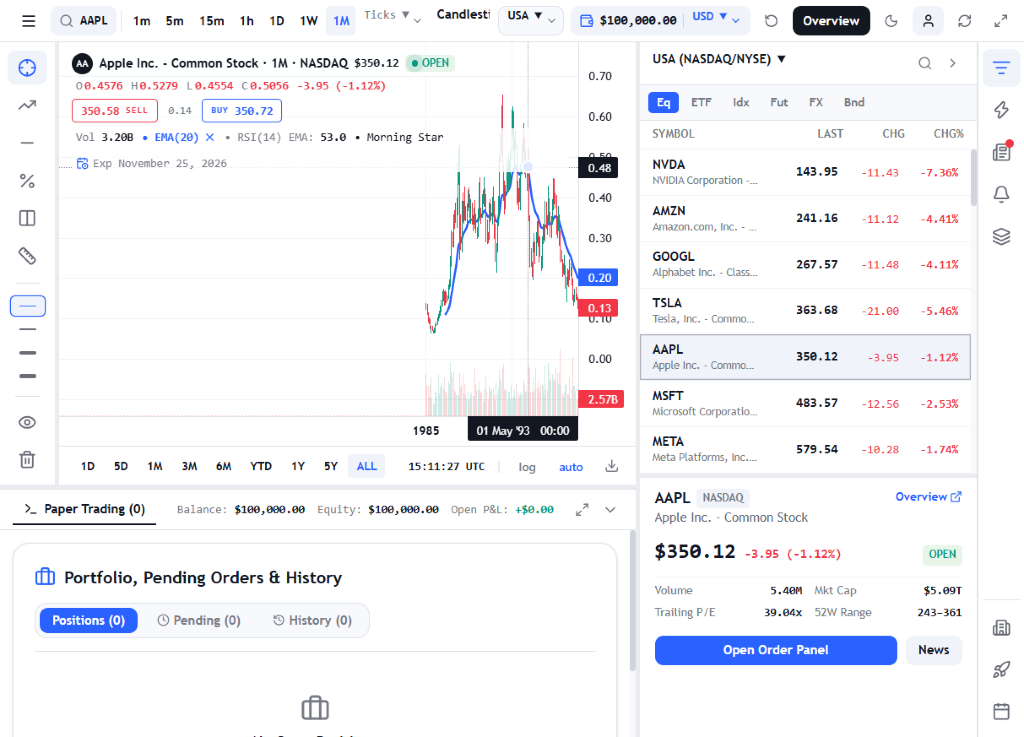 AAPL 1m 5m 15m 1h 1D 1W 1M Ticks ▼ Candlesti USA ▼ $100,000.00 USD ▼ Overview
AA Apple Inc. - Common Stock · 1M · NASDAQ $350.12 ● OPEN
O 0.4576 H 0.5279 L 0.4554 C 0.5056 -3.95 (-1.12%)
350.58 SELL 0.14 BUY 350.72
Vol 3.20B • EMA(20) ✕ • RSI(14) EMA: 53.0 • Morning Star
Exp November 25, 2026
0.70
0.60
0.50
0.48
0.40
0.30
0.20
0.13
0.10
0.00
2.57B
1985 01 May '93 00:00
1D 5D 1M 3M 6M YTD 1Y 5Y ALL 15:11:27 UTC log auto
Paper Trading (0) Balance: $100,000.00 Equity: $100,000.00 Open P&L: +$0.00
Portfolio, Pending Orders & History
Positions (0) Pending (0) History (0)
USA (NASDAQ/NYSE) ▼
Eq ETF Idx Fut FX Bnd
SYMBOL LAST CHG CHG%
NVDA 143.95 -11.43 -7.36%
NVIDIA Corporation -...
AMZN 241.16 -11.12 -4.41%
Amazon.com, Inc. - ...
GOOGL 267.57 -11.48 -4.11%
Alphabet Inc. - Class...
TSLA 363.68 -21.00 -5.46%
Tesla, Inc. - Commo...
AAPL 350.12 -3.95 -1.12%
Apple Inc. - Commo...
MSFT 483.57 -12.56 -2.53%
Microsoft Corporatio...
META 579.54 -10.28 -1.74%
Meta Platforms, Inc....
AAPL NASDAQ Overview
Apple Inc. - Common Stock
$350.12 -3.95 (-1.12%) OPEN
Volume 5.40M Mkt Cap $5.09T
Trailing P/E 39.04x 52W Range 243–361
Open Order Panel News